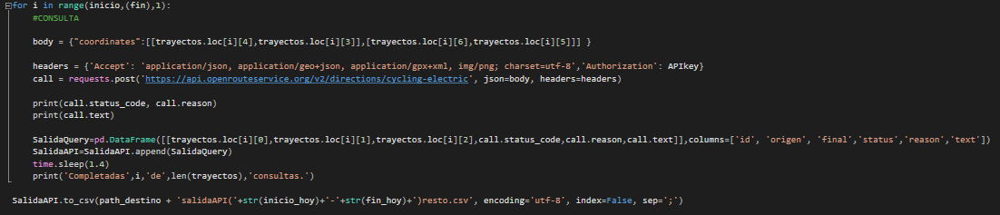 for i in range(inicio,(fin),1):
#CONSULTA
body = {"coordinates":[[trayectos.loc[i][4],trayectos.loc[i][3]],[trayectos.loc[i][6],trayectos.loc[i][5]]] }
headers = {'Accept': 'application/json, application/geo+json, application/gpx+xml, img/png; charset=utf-8','Authorization': APIkey}
call = requests.post('https://api.openrouteservice.org/v2/directions/cycling-electric', json=body, headers=headers)
print(call.status_code, call.reason)
print(call.text)
SalidaQuery=pd.DataFrame([[trayectos.loc[i][0],trayectos.loc[i][1],trayectos.loc[i][2],call.status_code,call.reason,call.text]],columns=['id', 'origen', 'final','status','reason','text'])
SalidaAPI=SalidaAPI.append(SalidaQuery)
time.sleep(1.4)
print('Completadas',i,'de',len(trayectos),'consultas.')
SalidaAPI.to_csv(path_destino + 'salidaAPI('+str(inicio_hoy)+'-'+str(fin_hoy)+')resto.csv', encoding='utf-8', index=False, sep=';')